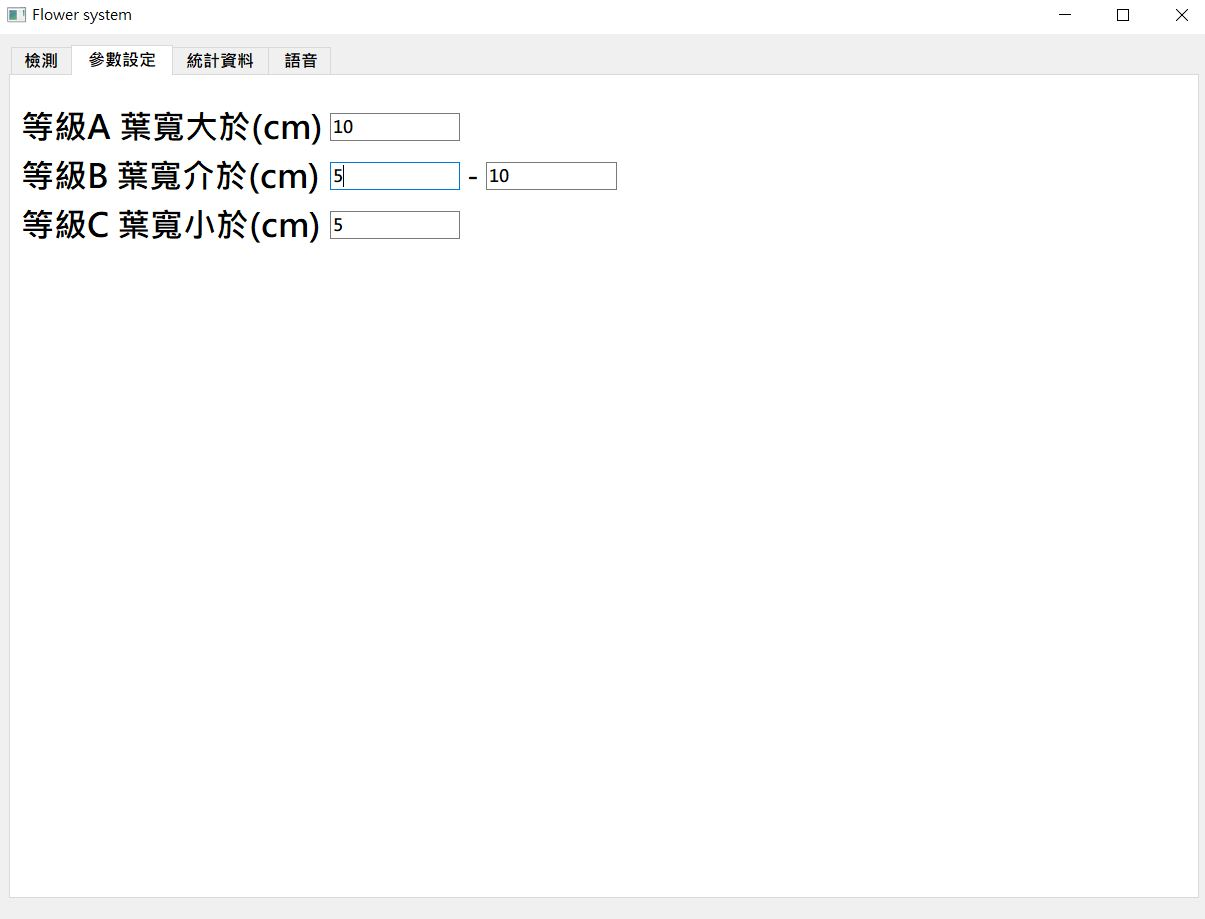 Flower system
檢測 參數設定 統計資料 語音
等級A 葉寬大於(cm) 10
等級B 葉寬介於(cm) 5 - 10
等級C 葉寬小於(cm) 5